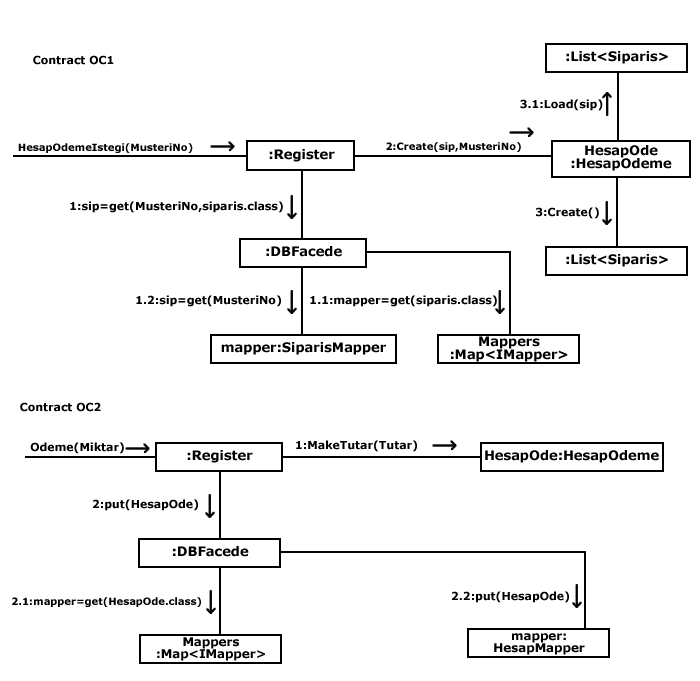 Contract OC1
:List<Siparis>
3.1:Load(sip)
HesapOdemeIstegi(MusteriNo)
:Register
2:Create(sip,MusteriNo)
HesapOde
:HesapOdeme
1:sip=get(MusteriNo,siparis.class)
3:Create()
:DBFacede
:List<Siparis>
1.2:sip=get(MusteriNo)
1.1:mapper=get(siparis.class)
mapper:SiparisMapper
Mappers
:Map<IMapper>
Contract OC2
Odeme(Miktar)
:Register
1:MakeTutar(Tutar)
HesapOde:HesapOdeme
2:put(HesapOde)
:DBFacede
2.1:mapper=get(HesapOde.class)
2.2:put(HesapOde)
Mappers
:Map<IMapper>
mapper:
HesapMapper